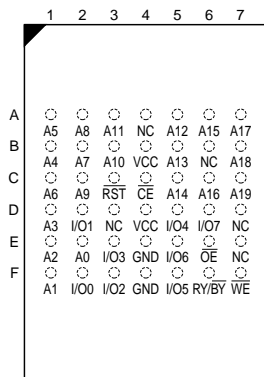 1 2 3 4 5 6 7
A
A5 A8 A11 NC A12 A15 A17
B
A4 A7 A10 VCC A13 NC A18
C
A6 A9 RST CE A14 A16 A19
D
A3 I/O1 NC VCC I/O4 I/O7 NC
E
A2 A0 I/O3 GND I/O6 OE NC
F
A1 I/O0 I/O2 GND I/O5 RY/BY WE